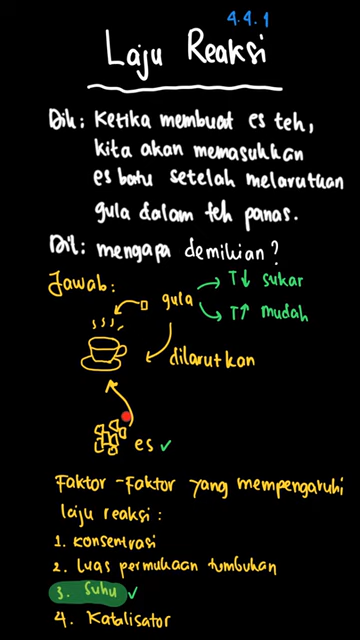 4.4.1
Laju Reaksi
Dik: Ketika membuat es teh,
kita akan memasukkan
es batu setelah melarutkan
gula dalam teh panas.
Dit: mengapa demikian?
Jawab:
gula
T↓ sukar
T↑ mudah
dilarutkan
es ✓
Faktor-Faktor yang mempengaruhi
laju reaksi:
1. Konsentrasi
2. Luas permukaan tumbukan
3. Suhu ✓
4. Katalisator